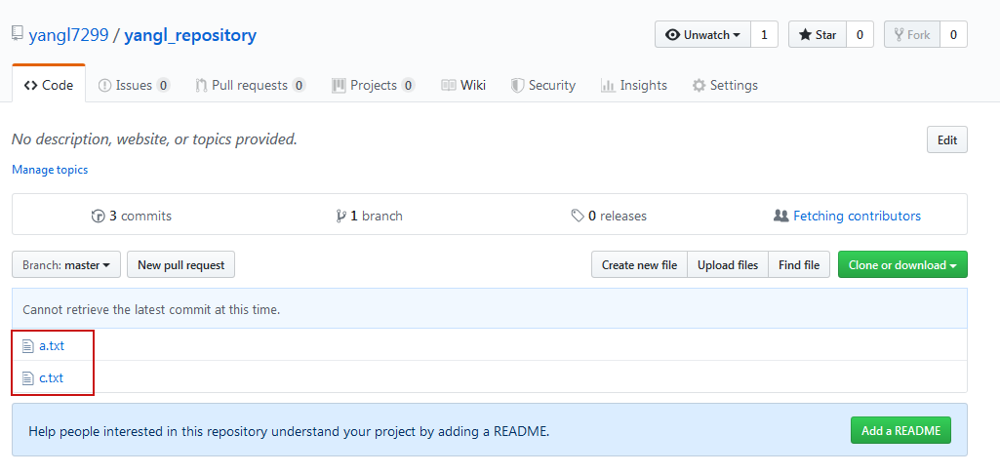 yangl7299 / yangl_repository
Unwatch 1 Star 0 Fork 0
Code Issues 0 Pull requests 0 Projects 0 Wiki Security Insights Settings
No description, website, or topics provided. Edit
Manage topics
3 commits 1 branch 0 releases Fetching contributors
Branch: master New pull request Create new file Upload files Find file Clone or download
Cannot retrieve the latest commit at this time.
a.txt
c.txt
Help people interested in this repository understand your project by adding a README. Add a README